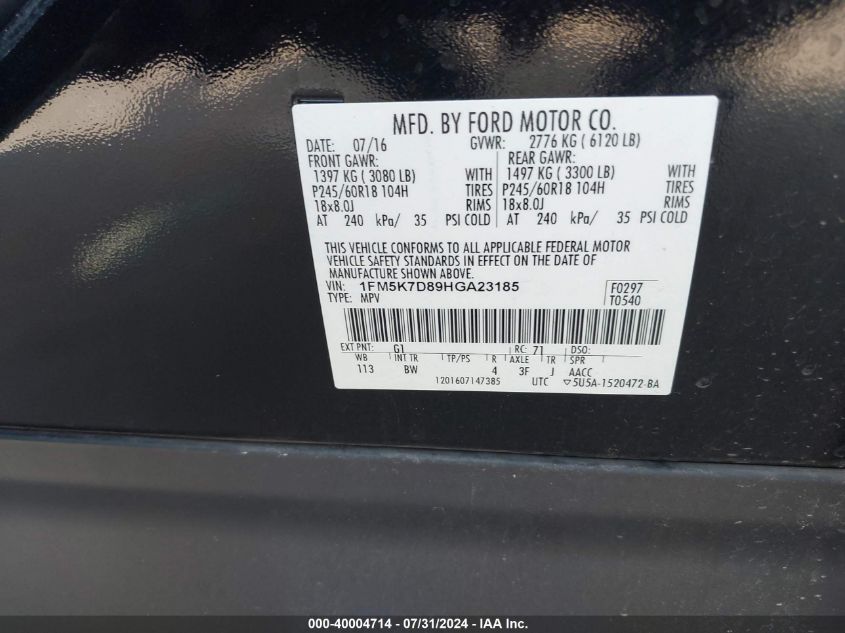 MFD. BY FORD MOTOR CO.
DATE: 07/16 GVWR: 2776 KG ( 6120 LB)
FRONT GAWR: REAR GAWR:
1397 KG ( 3080 LB) WITH 1497 KG ( 3300 LB) WITH
P245/60R18 104H TIRES P245/60R18 104H TIRES
18x8.0J RIMS 18x8.0J RIMS
AT 240 kPa/ 35 PSI COLD AT 240 kPa/ 35 PSI COLD
THIS VEHICLE CONFORMS TO ALL APPLICABLE FEDERAL MOTOR
VEHICLE SAFETY STANDARDS IN EFFECT ON THE DATE OF
MANUFACTURE SHOWN ABOVE.
VIN: 1FM5K7D89HGA23185 F0297
TYPE: MPV T0540
EXT PNT: G1 RC: 71 DSO:
WB INT TR TP/PS R AXLE TR SPR
113 BW 4 3F J AACC
1201607147385 UTC ▽5U5A-1520472-BA
000-40004714 - 07/31/2024 - IAA Inc.